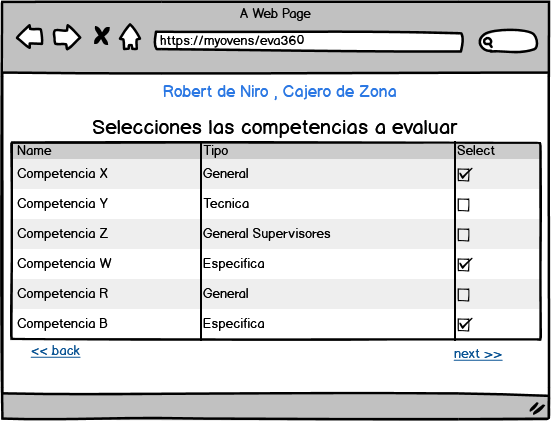 A Web Page
https://myovens/eva360
Robert de Niro , Cajero de Zona
Selecciones las competencias a evaluar
Name Tipo Select
Competencia X General
Competencia Y Tecnica
Competencia Z General Supervisores
Competencia W Especifica
Competencia R General
Competencia B Especifica
<< back next >>